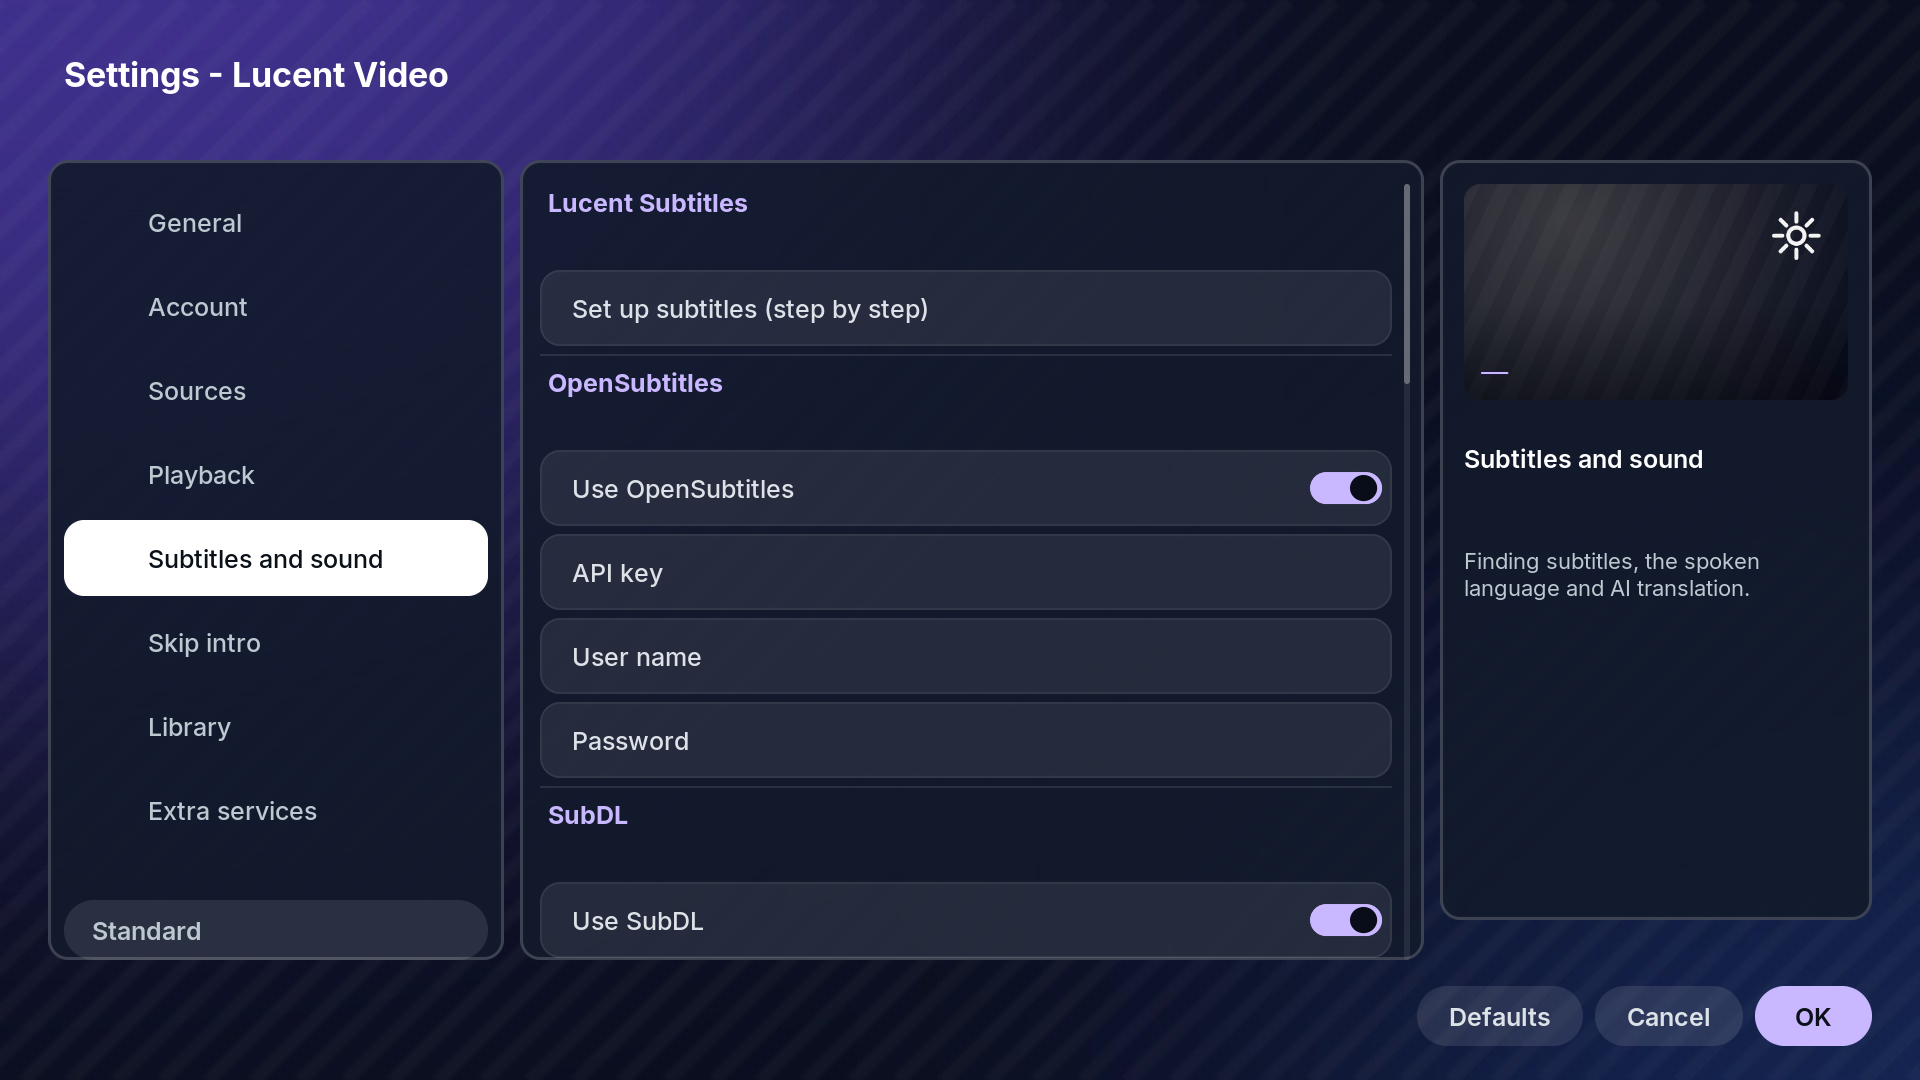 Settings - Lucent Video
General
Account
Sources
Playback
Subtitles and sound
Skip intro
Library
Extra services
Standard
Lucent Subtitles
Set up subtitles (step by step)
OpenSubtitles
Use OpenSubtitles
API key
User name
Password
SubDL
Use SubDL
Subtitles and sound
Finding subtitles, the spoken
language and AI translation.
Defaults
Cancel
OK